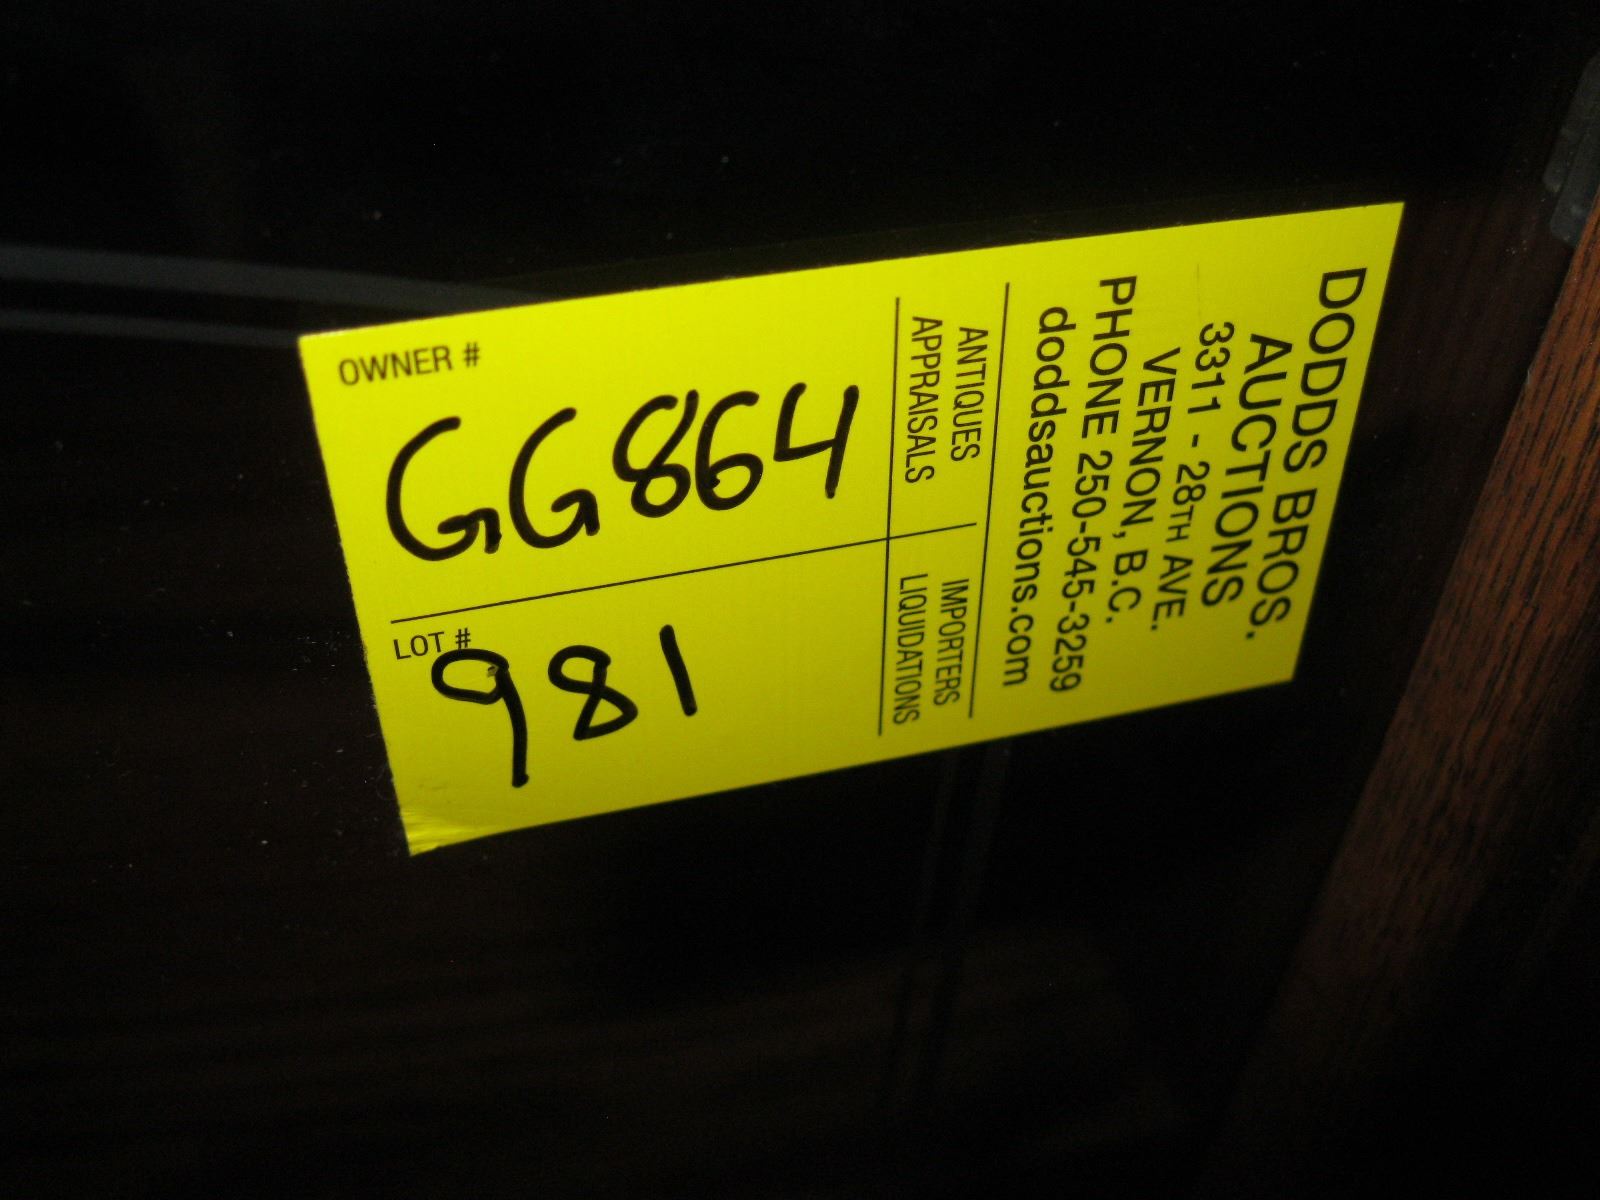 DODDS BROS.
AUCTIONS
3311 - 28TH AVE.
VERNON, B.C.
PHONE 250-545-3259
doddsauctions.com
ANTIQUES
APPRAISALS
IMPORTERS
LIQUIDATIONS
OWNER #
GG864
LOT #
981